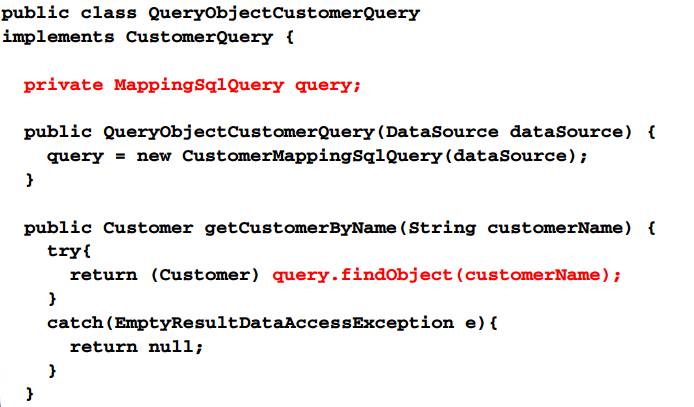 public class QueryObjectCustomerQuery
implements CustomerQuery {
private MappingSqlQuery query;
public QueryObjectCustomerQuery(DataSource dataSource) {
query = new CustomerMappingSqlQuery(dataSource);
}
public Customer getCustomerByName(String customerName) {
try{
return (Customer) query.findObject(customerName);
}
catch(EmptyResultDataAccessException e){
return null;
}
}